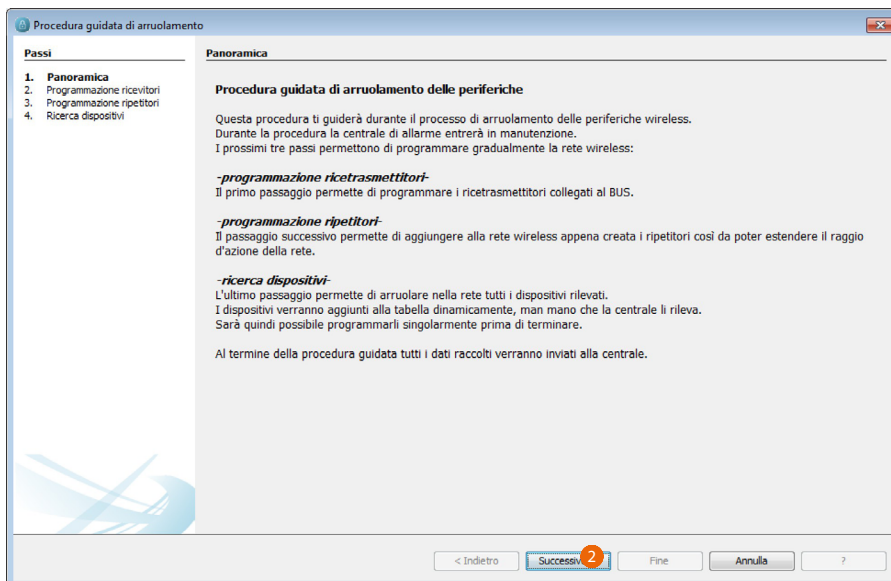 Procedura guidata di arruolamento
Passi
1. Panoramica
2. Programmazione ricevitori
3. Programmazione ripetitori
4. Ricerca dispositivi
Panoramica
Procedura guidata di arruolamento delle periferiche
Questa procedura ti guiderà durante il processo di arruolamento delle periferiche wireless.
Durante la procedura la centrale di allarme entrerà in manutenzione.
I prossimi tre passi permettono di programmare gradualmente la rete wireless:
-programmazione ricetrasmettitori-
Il primo passaggio permette di programmare i ricetrasmettitori collegati al BUS.
-programmazione ripetitori-
Il passaggio successivo permette di aggiungere alla rete wireless appena creata i ripetitori così da poter estendere il raggio
d'azione della rete.
-ricerca dispositivi-
L'ultimo passaggio permette di arruolare nella rete tutti i dispositivi rilevati.
I dispositivi verranno aggiunti alla tabella dinamicamente, man mano che la centrale li rileva.
Sarà quindi possibile programmarli singolarmente prima di terminare.
Al termine della procedura guidata tutti i dati raccolti verranno inviati alla centrale.
< Indietro
2
Fine
Annulla
?